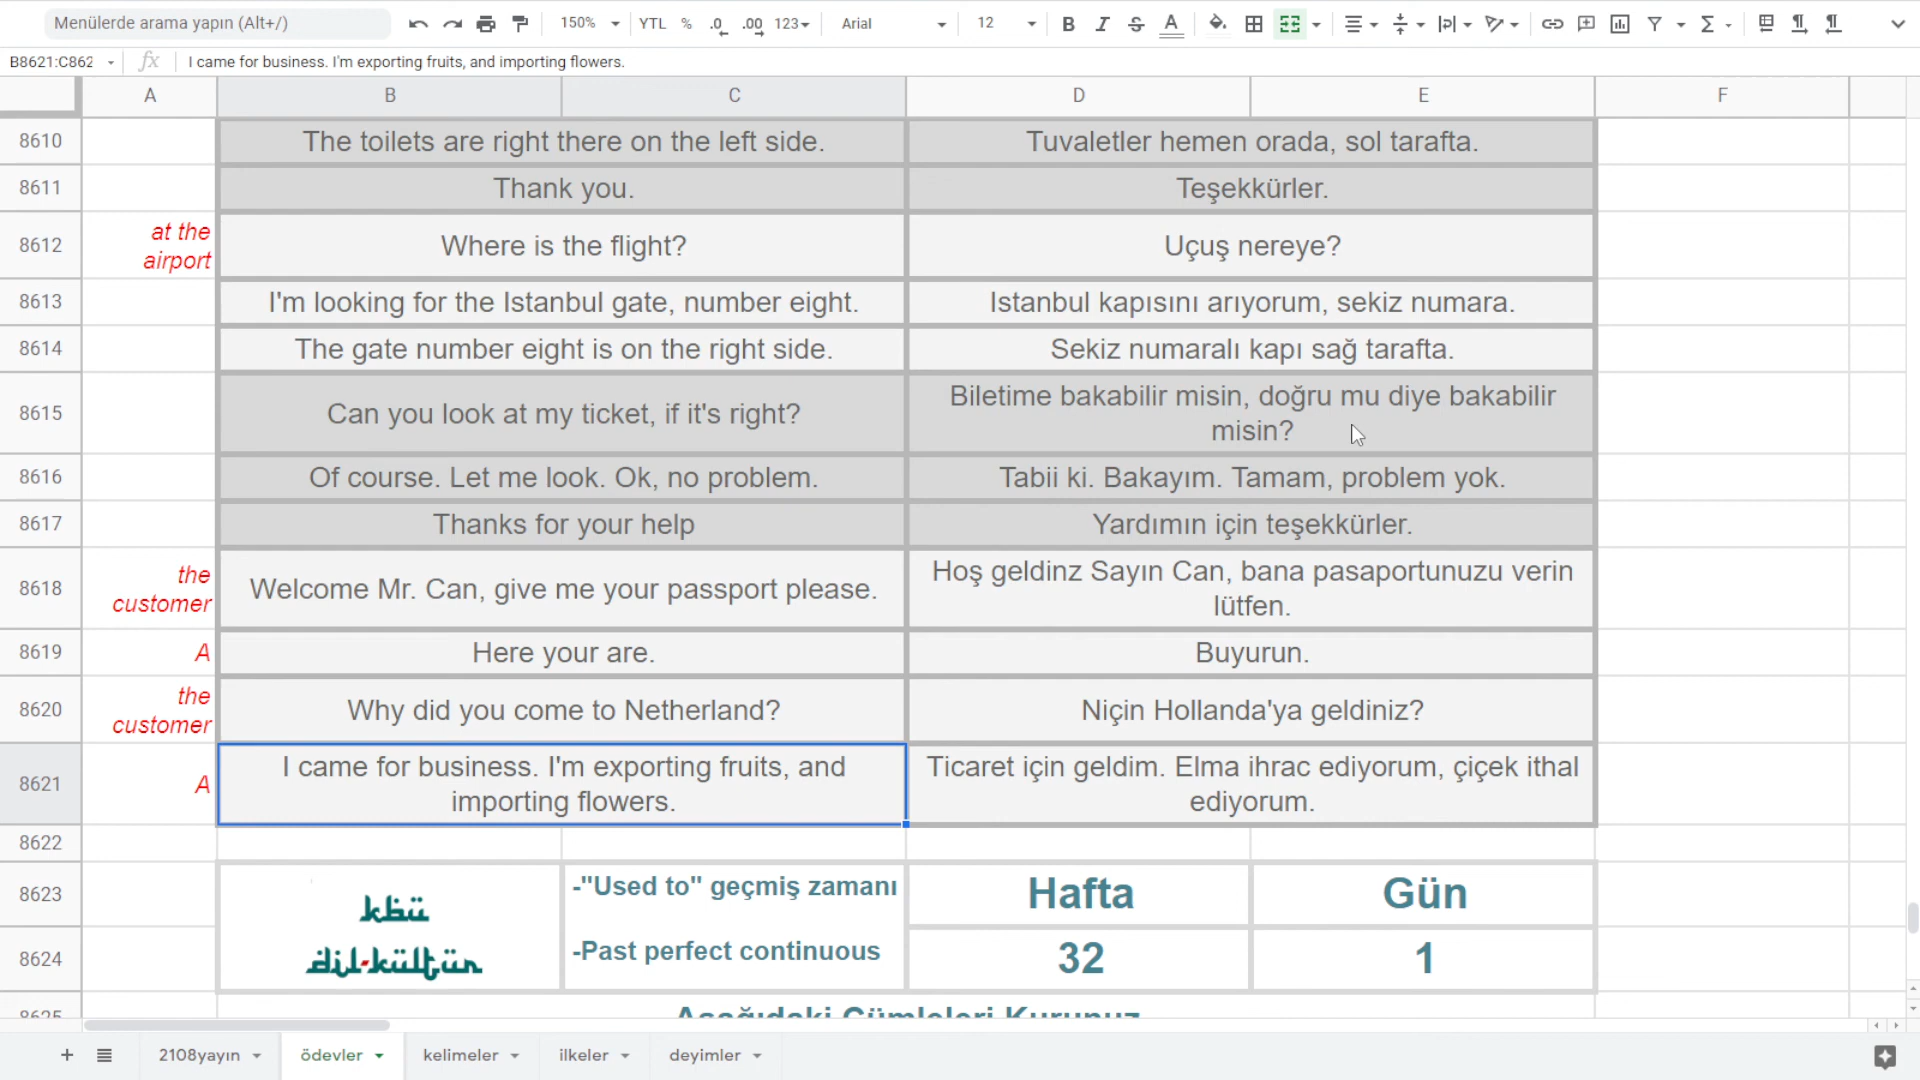 Menülerde arama yapın (Alt+/)
150%
YTL
%
.0
.00
123
Arial
12
B8621:C862
fx
I came for business. I'm exporting fruits, and importing flowers.
A
B
C
D
E
F
8610
The toilets are right there on the left side.
Tuvaletler hemen orada, sol tarafta.
8611
Thank you.
Teşekkürler.
8612
at the
airport
Where is the flight?
Uçuş nereye?
8613
I'm looking for the Istanbul gate, number eight.
Istanbul kapısını arıyorum, sekiz numara.
8614
The gate number eight is on the right side.
Sekiz numaralı kapı sağ tarafta.
8615
Can you look at my ticket, if it's right?
Biletime bakabilir misin, doğru mu diye bakabilir
misin?
8616
Of course. Let me look. Ok, no problem.
Tabii ki. Bakayım. Tamam, problem yok.
8617
Thanks for your help
Yardımın için teşekkürler.
8618
the
customer
Welcome Mr. Can, give me your passport please.
Hoş geldinz Sayın Can, bana pasaportunuzu verin
lütfen.
8619
A
Here your are.
Buyurun.
8620
the
customer
Why did you come to Netherland?
Niçin Hollanda'ya geldiniz?
8621
A
I came for business. I'm exporting fruits, and
importing flowers.
Ticaret için geldim. Elma ihrac ediyorum, çiçek ithal
ediyorum.
8622
8623
kbü
dil-kültür
-"Used to" geçmiş zamanı
Hafta
Gün
8624
-Past perfect continuous
32
1
8625
Aşağıdaki Cümleleri Kurunuz
2108yayın
ödevler
kelimeler
ilkeler
deyimler